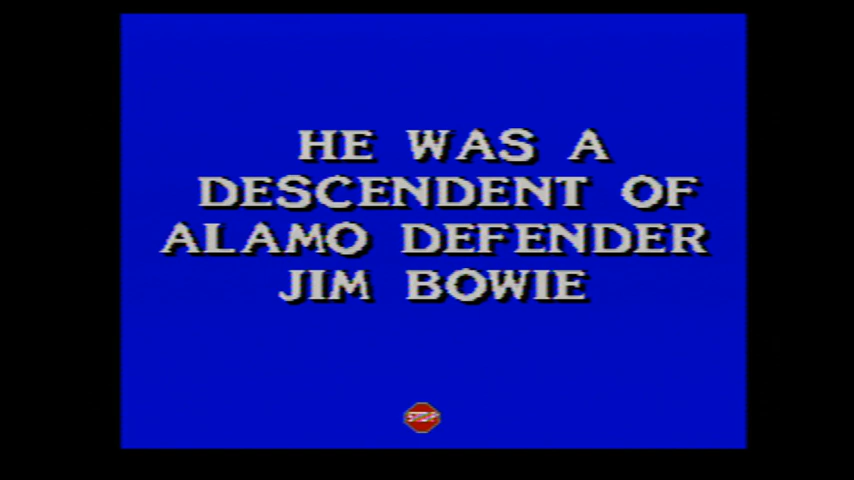 HE WAS A
DESCENDENT OF
ALAMO DEFENDER
JIM BOWIE
STOP